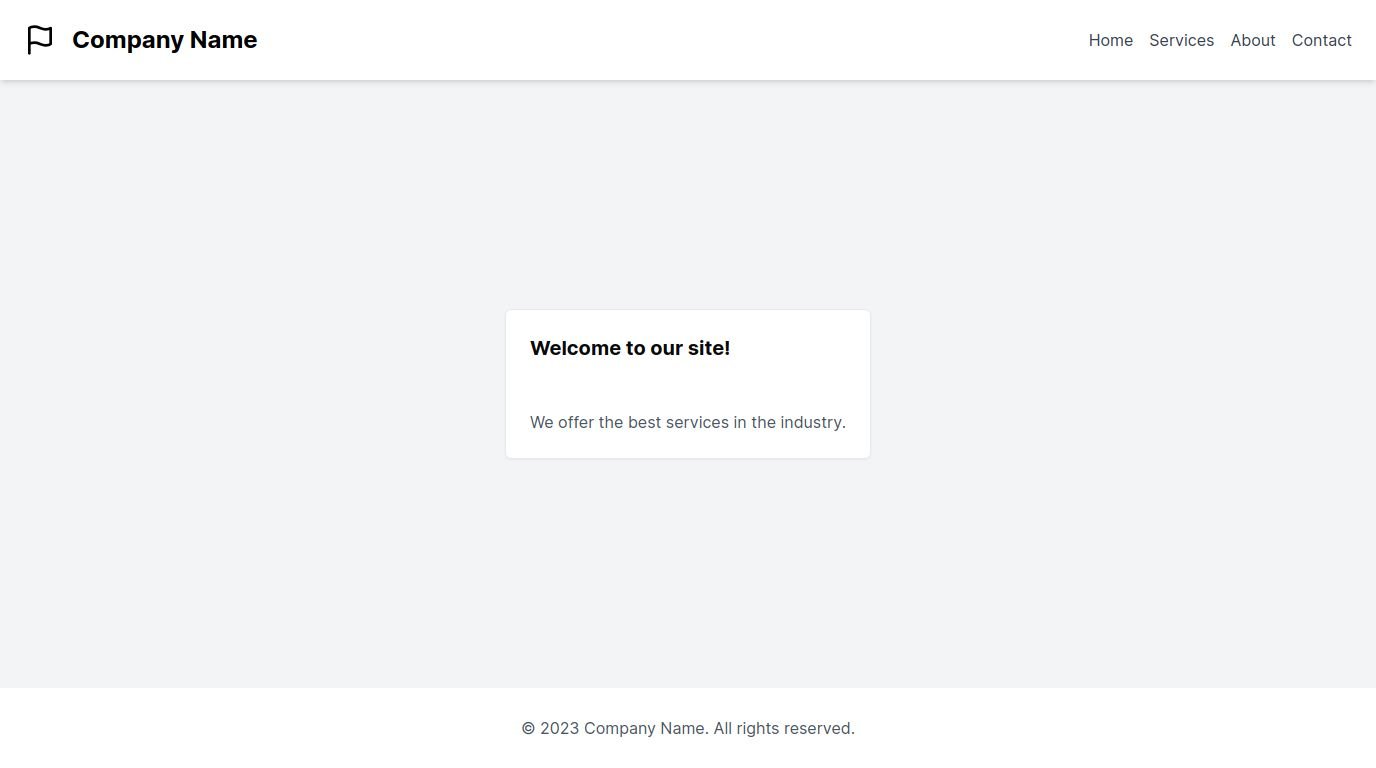 Company Name
Home Services About Contact
Welcome to our site!
We offer the best services in the industry.
© 2023 Company Name. All rights reserved.